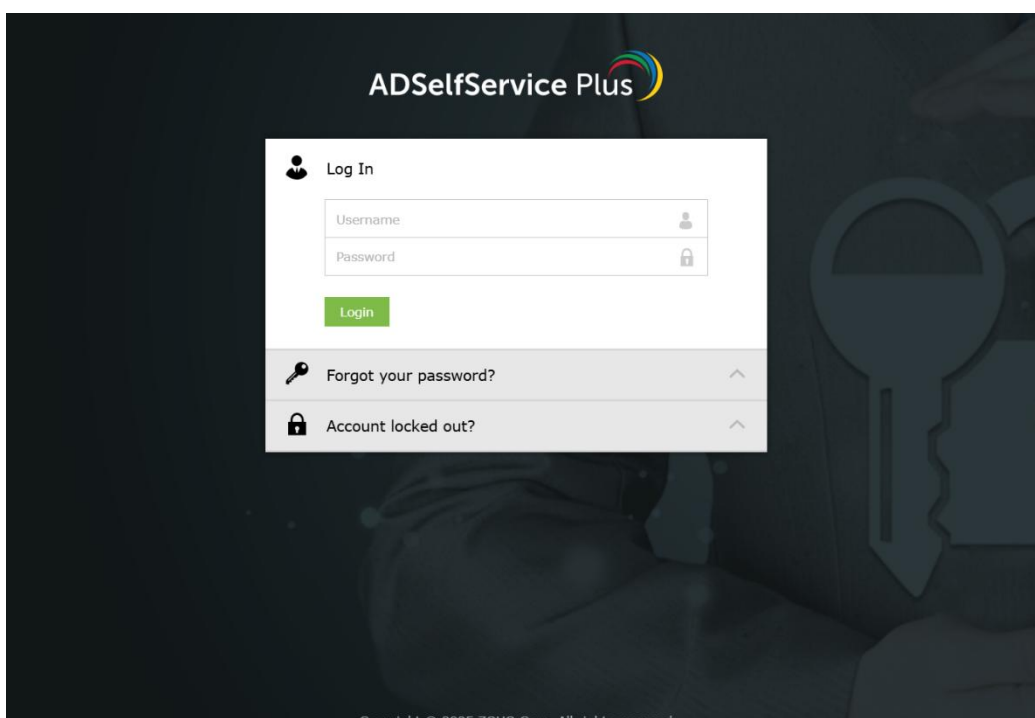 ADSelfService Plus
Log In
Username
Password
Login
Forgot your password?
Account locked out?